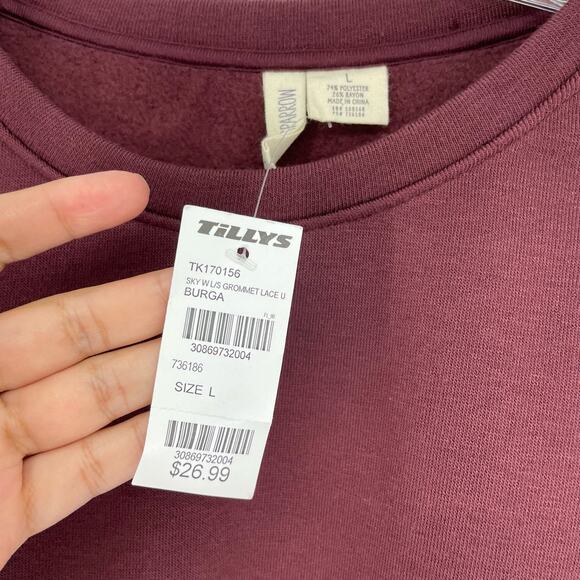 SPARROW
L
74% POLYESTER
26% RAYON
MADE IN CHINA
TiLLYS
TK170156
SKY W L/S GROMMET LACE U
BURGA
30869732004
736186
SIZE L
30869732004
$26.99